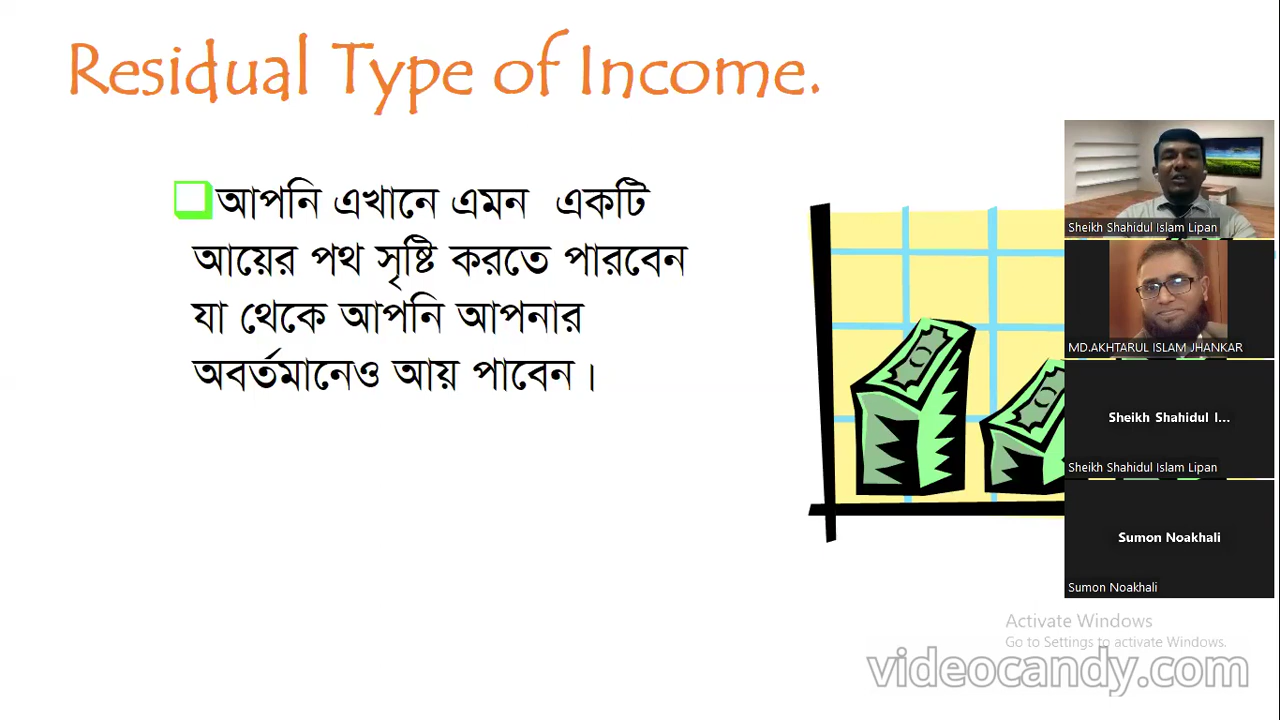 Residual Type of Income.
আপনি এখানে এমন একটি
আয়ের পথ সৃষ্টি করতে পারবেন
যা থেকে আপনি আপনার
অবর্তমানেও আয় পাবেন।
Sheikh Shahidul Islam Lipan
MD.AKHTARUL ISLAM JHANKAR
Sheikh Shahidul I...
Sheikh Shahidul Islam Lipan
Sumon Noakhali
Sumon Noakhali
Activate Windows
Go to Settings to activate Windows.
videocandy.com